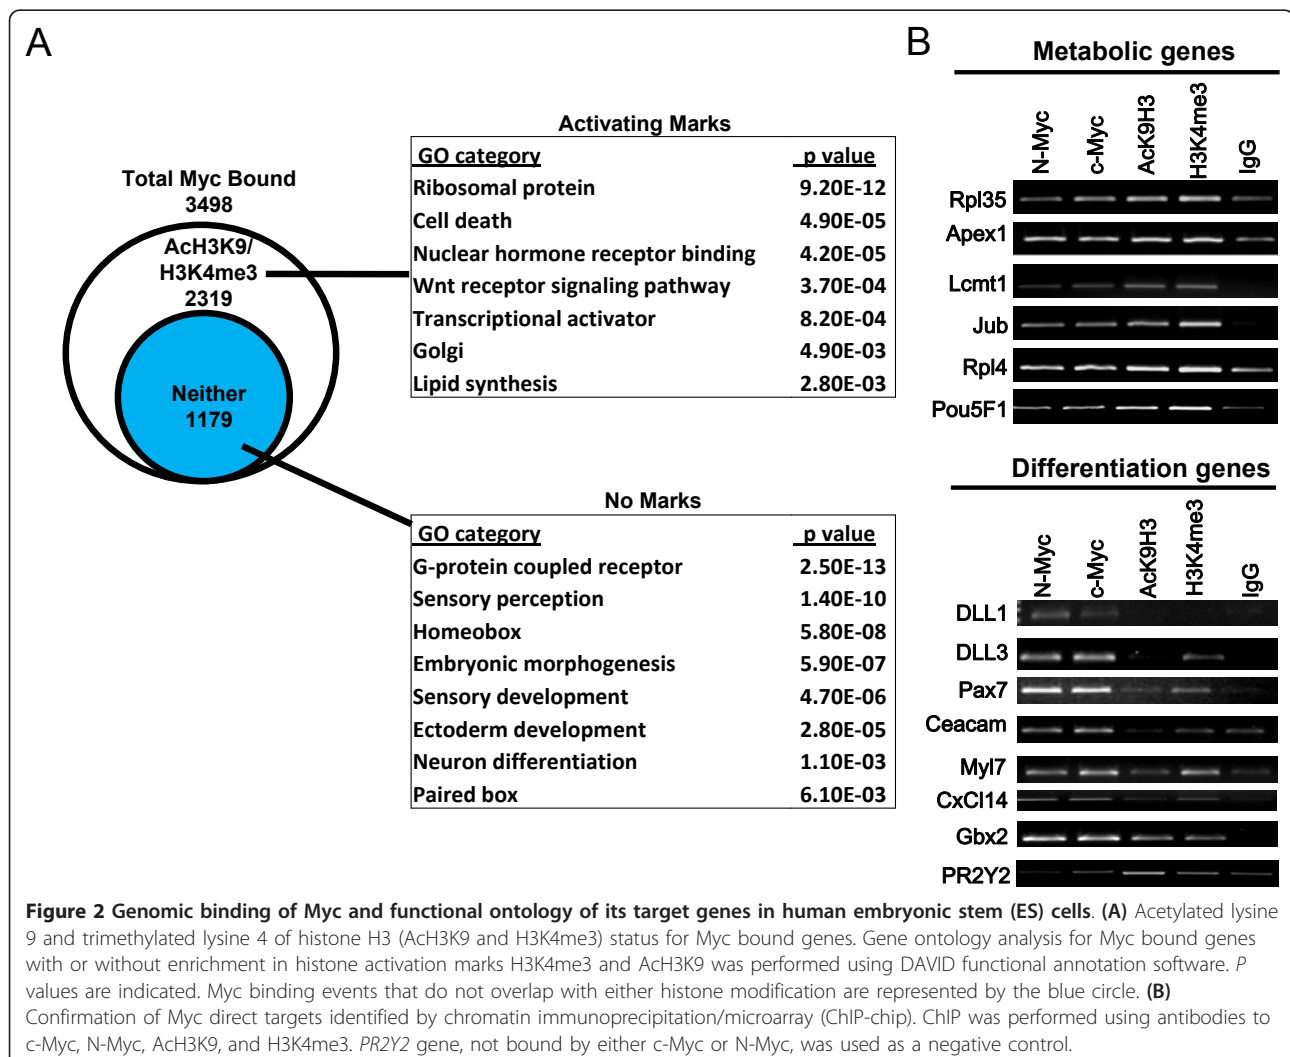 A
Total Myc Bound
3498
AcH3K9/
H3K4me3
2319
Neither
1179
Activating Marks
GO category p value
Ribosomal protein 9.20E-12
Cell death 4.90E-05
Nuclear hormone receptor binding 4.20E-05
Wnt receptor signaling pathway 3.70E-04
Transcriptional activator 8.20E-04
Golgi 4.90E-03
Lipid synthesis 2.80E-03
No Marks
GO category p value
G-protein coupled receptor 2.50E-13
Sensory perception 1.40E-10
Homeobox 5.80E-08
Embryonic morphogenesis 5.90E-07
Sensory development 4.70E-06
Ectoderm development 2.80E-05
Neuron differentiation 1.10E-03
Paired box 6.10E-03
B
Metabolic genes
N-Myc c-Myc AcK9H3 H3K4me3 IgG
Rpl35
Apex1
Lcmt1
Jub
Rpl4
Pou5F1
Differentiation genes
N-Myc c-Myc AcK9H3 H3K4me3 IgG
DLL1
DLL3
Pax7
Ceacam
Myl7
CxCl14
Gbx2
PR2Y2
Figure 2 Genomic binding of Myc and functional ontology of its target genes in human embryonic stem (ES) cells. (A) Acetylated lysine
9 and trimethylated lysine 4 of histone H3 (AcH3K9 and H3K4me3) status for Myc bound genes. Gene ontology analysis for Myc bound genes
with or without enrichment in histone activation marks H3K4me3 and AcH3K9 was performed using DAVID functional annotation software. P
values are indicated. Myc binding events that do not overlap with either histone modification are represented by the blue circle. (B)
Confirmation of Myc direct targets identified by chromatin immunoprecipitation/microarray (ChIP-chip). ChIP was performed using antibodies to
c-Myc, N-Myc, AcH3K9, and H3K4me3. PR2Y2 gene, not bound by either c-Myc or N-Myc, was used as a negative control.